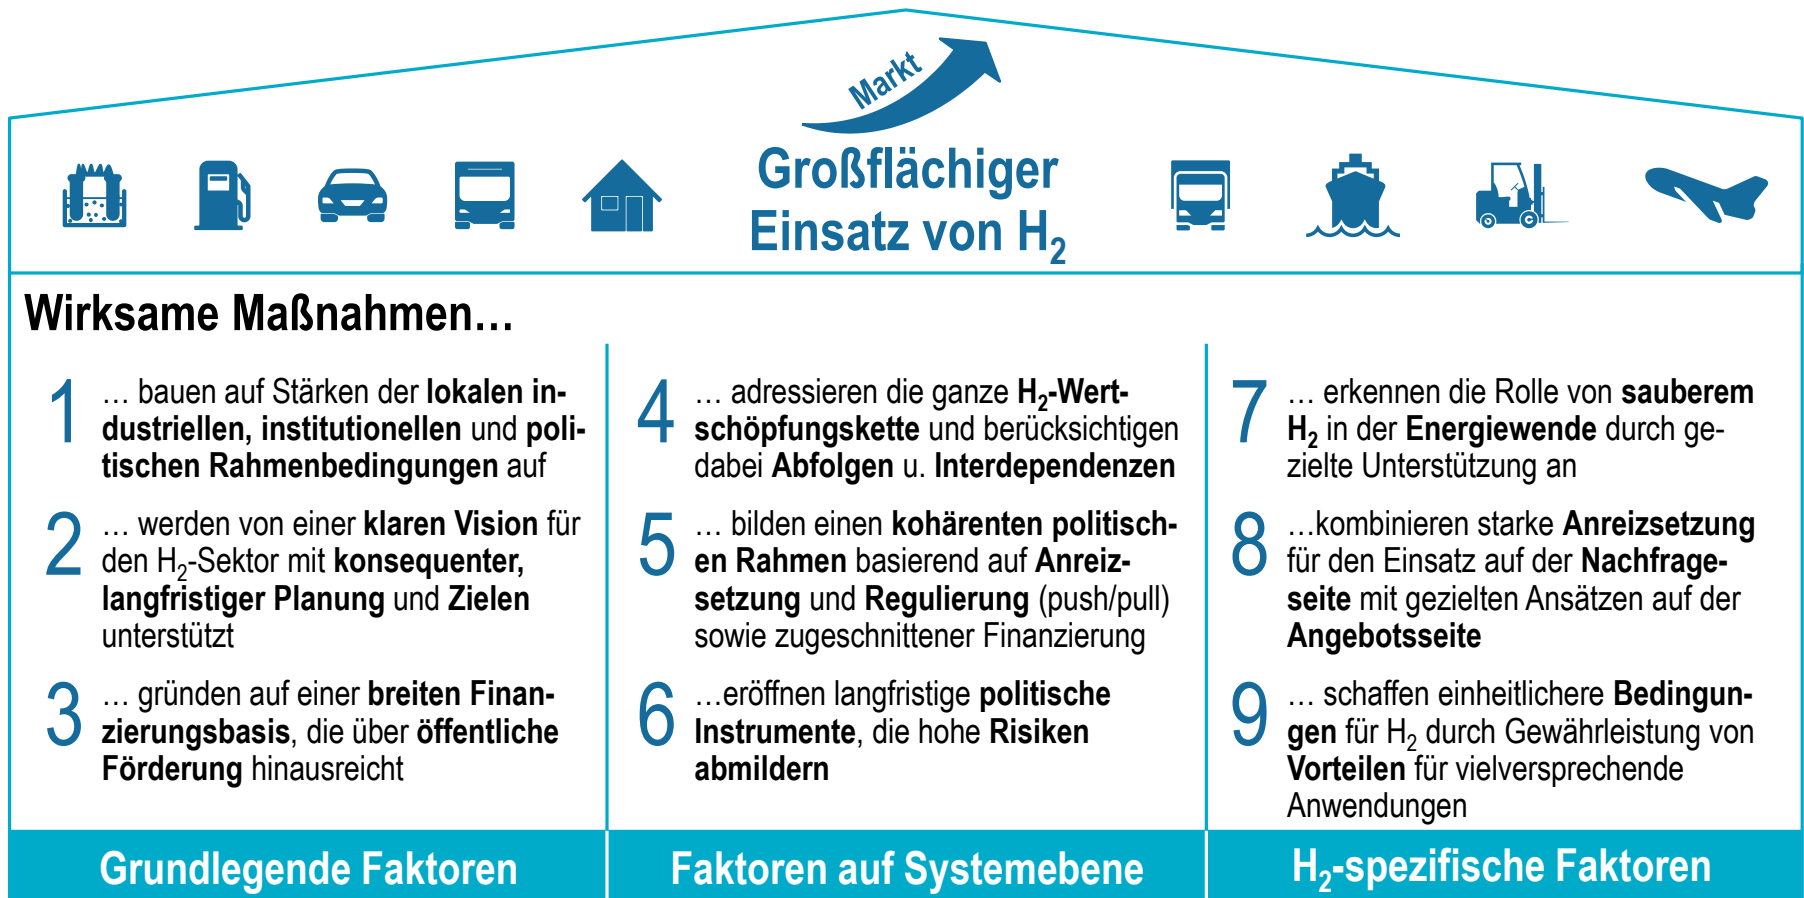 Markt
Großflächiger
Einsatz von H₂
Wirksame Maßnahmen…
1
… bauen auf Stärken der lokalen in-
dustriellen, institutionellen und poli-
tischen Rahmenbedingungen auf
2
… werden von einer klaren Vision für
den H₂-Sektor mit konsequenter,
langfristiger Planung und Zielen
unterstützt
3
… gründen auf einer breiten Finan-
zierungsbasis, die über öffentliche
Förderung hinausreicht
Grundlegende Faktoren
4
… adressieren die ganze H₂-Wert-
schöpfungskette und berücksichtigen
dabei Abfolgen u. Interdependenzen
5
… bilden einen kohärenten politisch-
en Rahmen basierend auf Anreiz-
setzung und Regulierung (push/pull)
sowie zugeschnittener Finanzierung
6
…eröffnen langfristige politische
Instrumente, die hohe Risiken
abmildern
Faktoren auf Systemebene
7
… erkennen die Rolle von sauberem
H₂ in der Energiewende durch ge-
zielte Unterstützung an
8
…kombinieren starke Anreizsetzung
für den Einsatz auf der Nachfrage-
seite mit gezielten Ansätzen auf der
Angebotsseite
9
… schaffen einheitlichere Bedingun-
gen für H₂ durch Gewährleistung von
Vorteilen für vielversprechende
Anwendungen
H₂-spezifische Faktoren